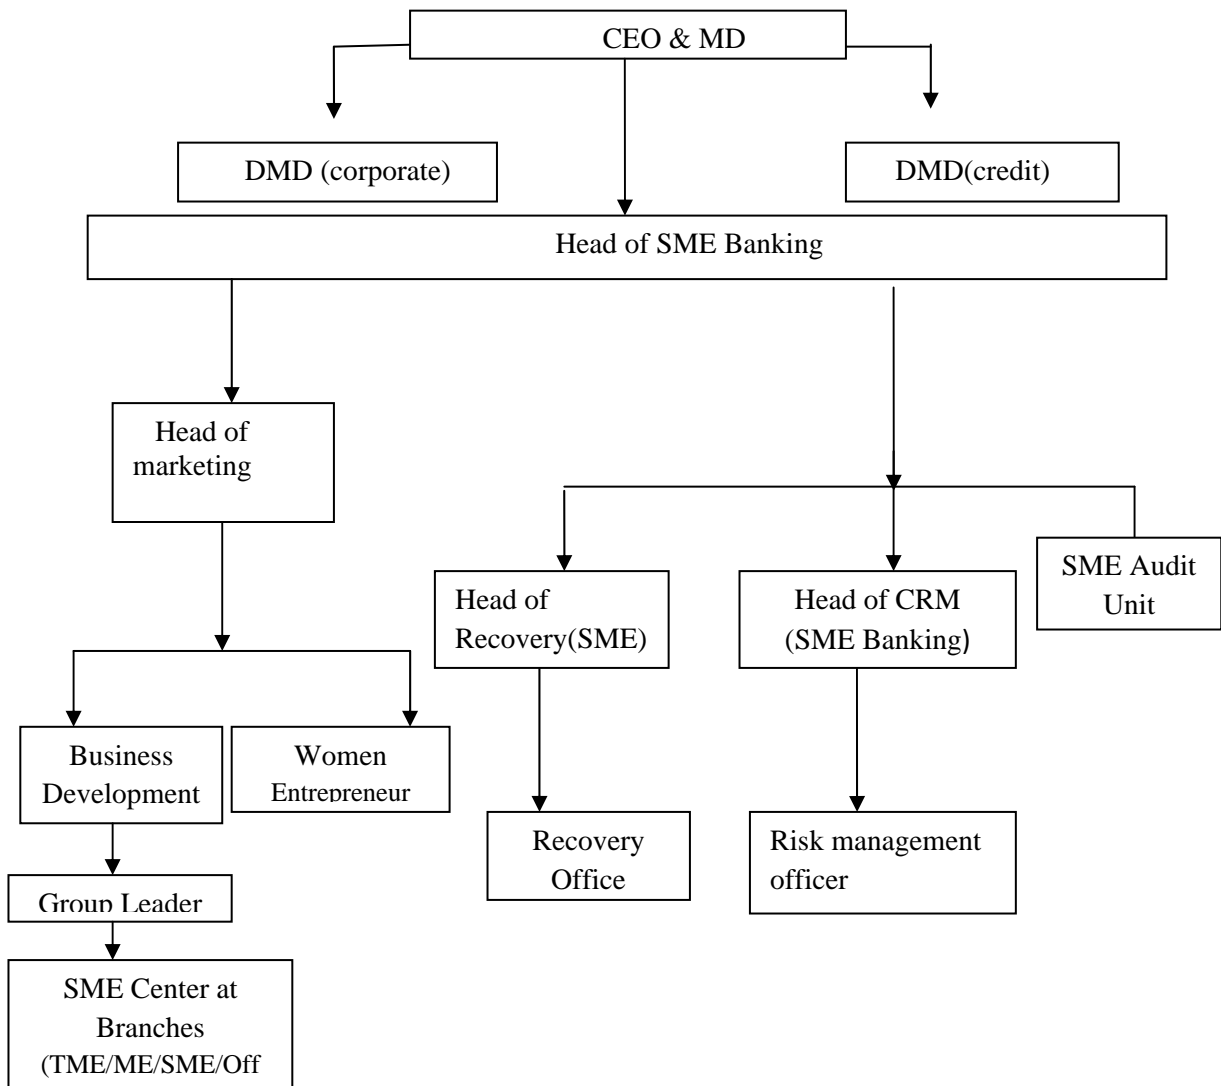 CEO & MD
DMD (corporate)
DMD(credit)
Head of SME Banking
Head of
marketing
Head of
Recovery(SME)
Head of CRM
(SME Banking)
SME Audit
Unit
Business
Development
Women
Entrepreneur
Recovery
Office
Risk management
officer
Group Leader
SME Center at
Branches
(TME/ME/SME/Off